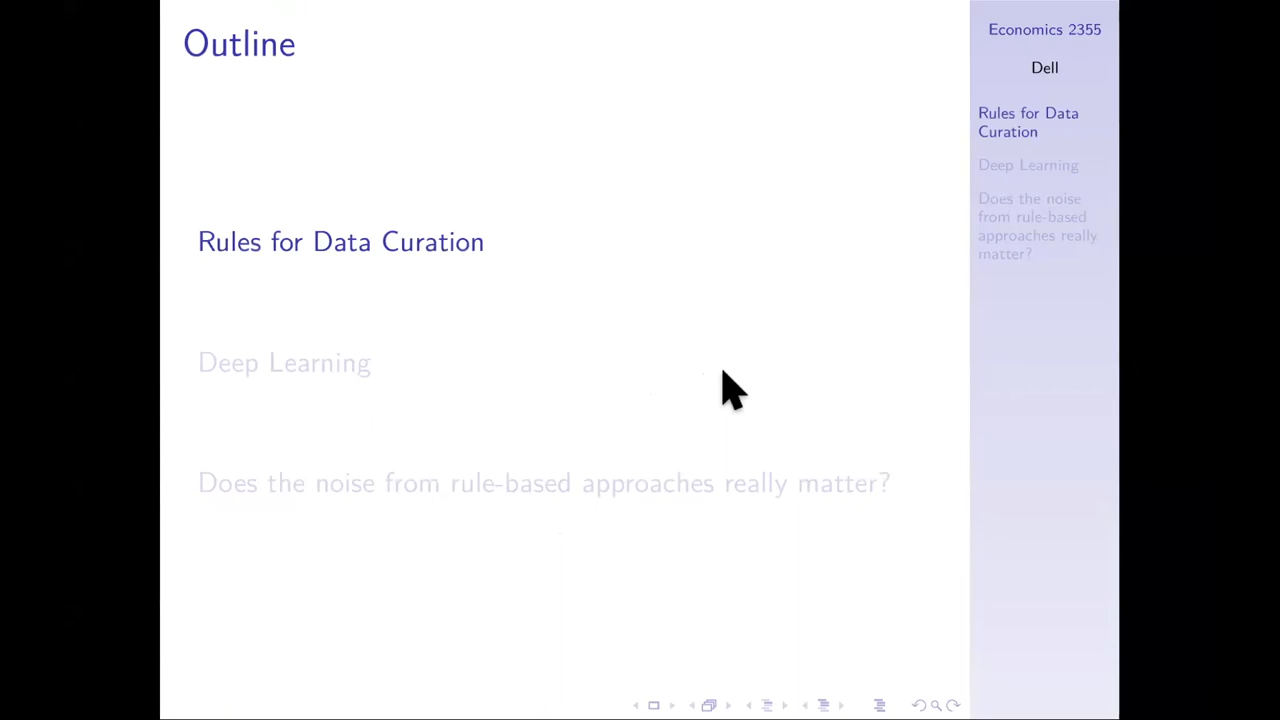 Outline
Rules for Data Curation
Deep Learning
Does the noise from rule-based approaches really matter?
Economics 2355
Dell
Rules for Data
Curation
Deep Learning
Does the noise
from rule-based
approaches really
matter?